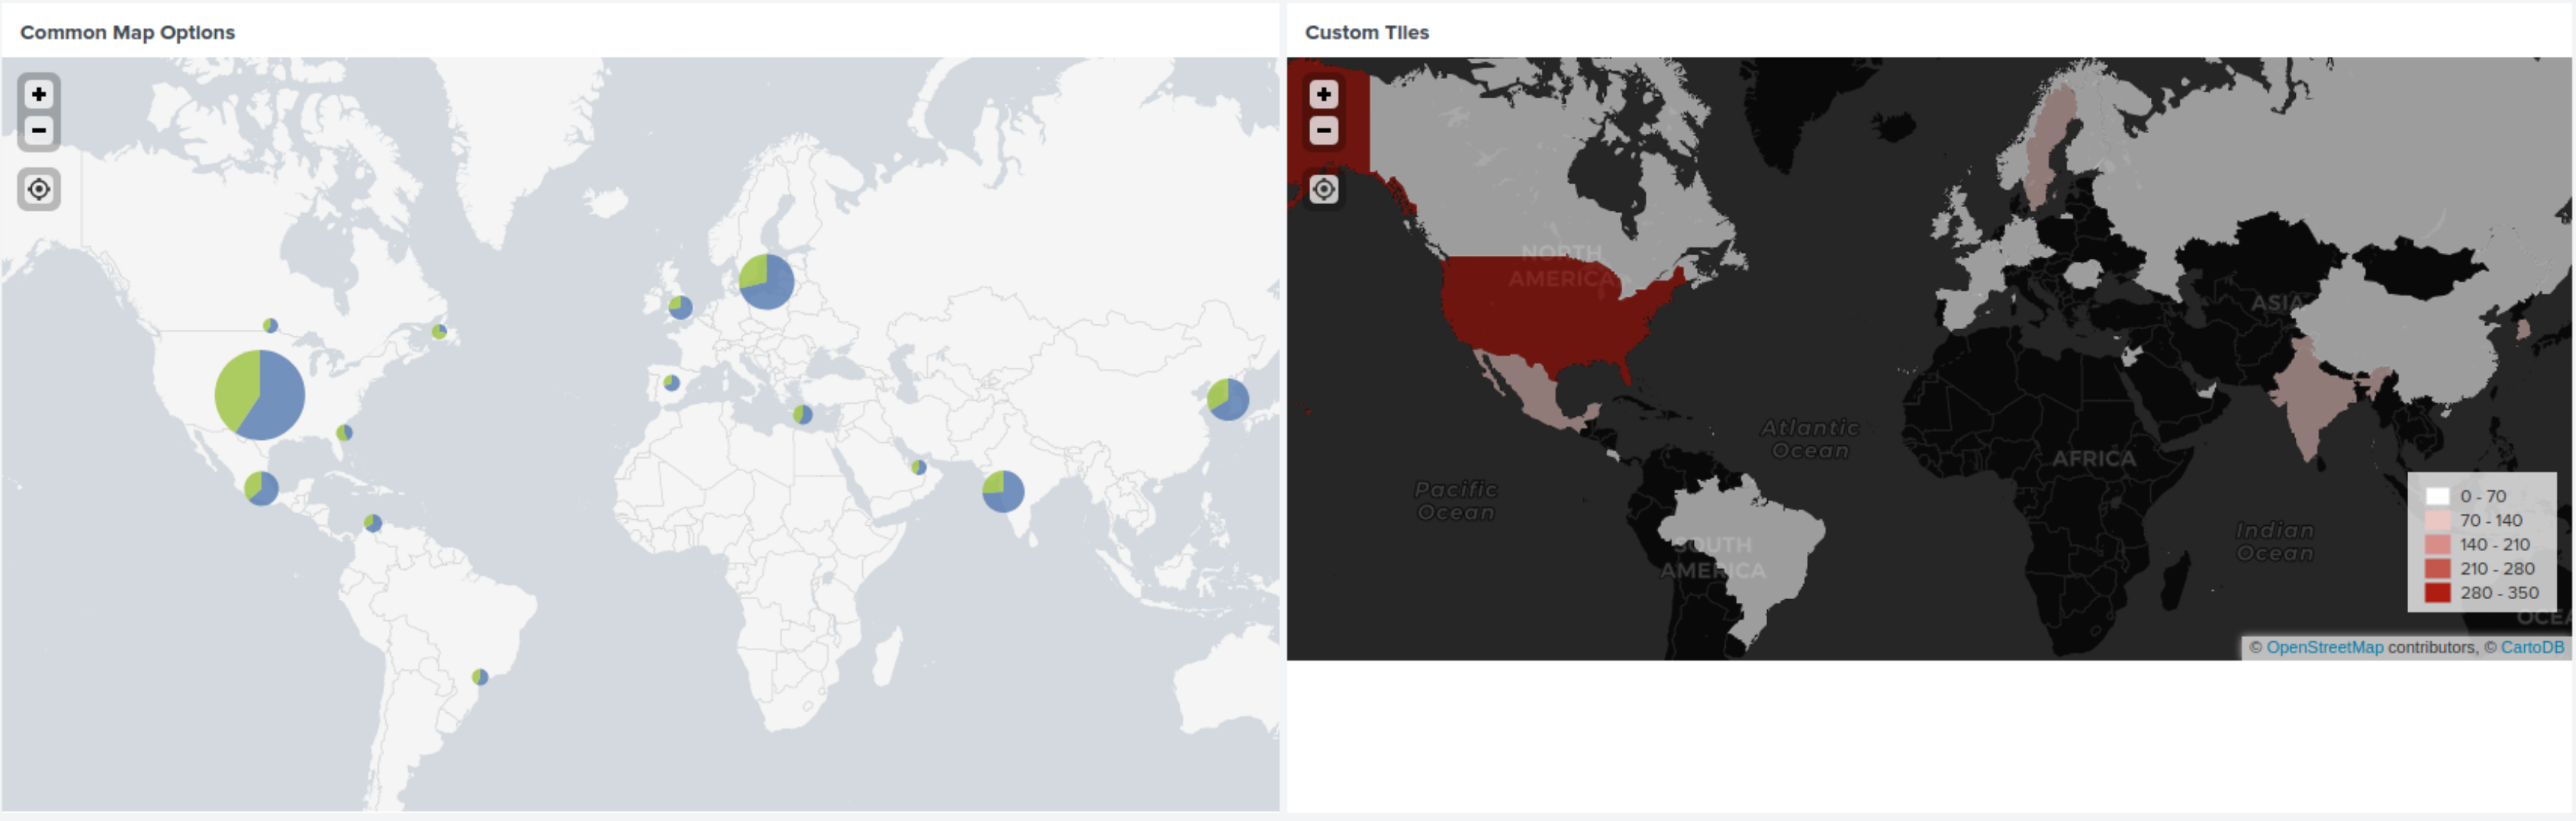 Common Map Options
+
−
Custom Tiles
+
−
NORTH
AMERICA
ASIA
Atlantic
Ocean
AFRICA
Pacific
Ocean
0 - 70
70 - 140
140 - 210
210 - 280
280 - 350
Indian
Ocean
SOUTH
AMERICA
OCEA
© OpenStreetMap contributors, © CartoDB